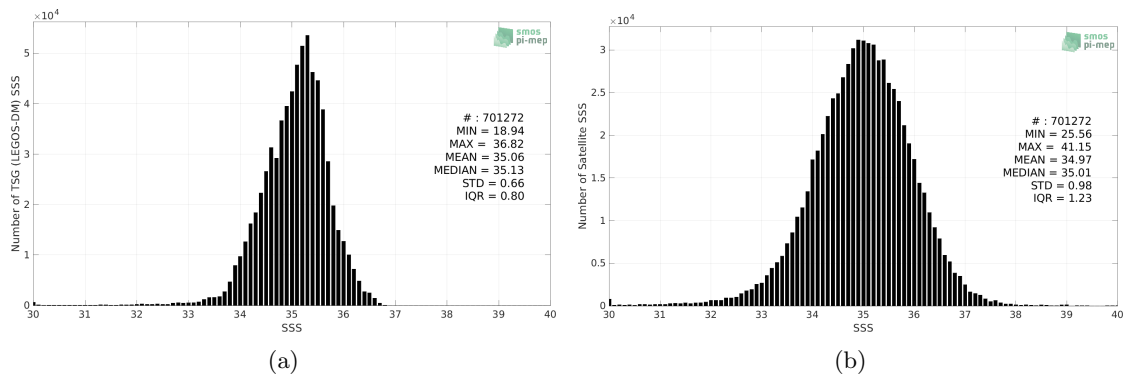 ×10⁴
smos
pi-mep
5
4
3
2
1
0
Number of TSG (LEGOS-DM) SSS
# : 701272
MIN = 18.94
MAX = 36.82
MEAN = 35.06
MEDIAN = 35.13
STD = 0.66
IQR = 0.80
30 31 32 33 34 35 36 37 38 39 40
SSS
(a)
×10⁴
smos
pi-mep
3
2.5
2
1.5
1
0.5
0
Number of Satellite SSS
# : 701272
MIN = 25.56
MAX = 41.15
MEAN = 34.97
MEDIAN = 35.01
STD = 0.98
IQR = 1.23
30 31 32 33 34 35 36 37 38 39 40
SSS
(b)